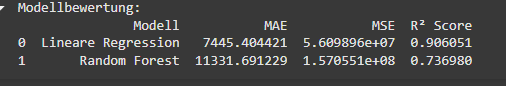 Modellbewertung:
Modell MAE MSE R² Score
0 Lineare Regression 7445.404421 5.609896e+07 0.906051
1 Random Forest 11331.691229 1.570551e+08 0.736980